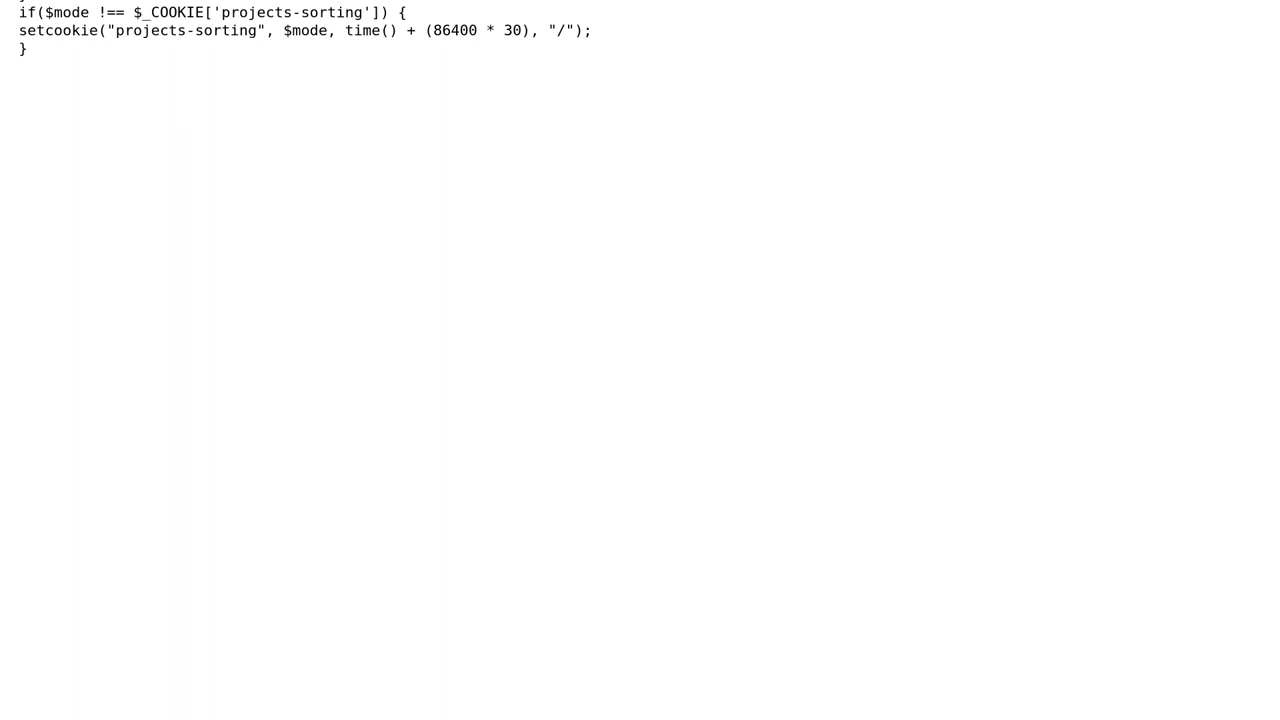 if($mode !== $_COOKIE['projects-sorting']) {
setcookie("projects-sorting", $mode, time() + (86400 * 30), "/");
}